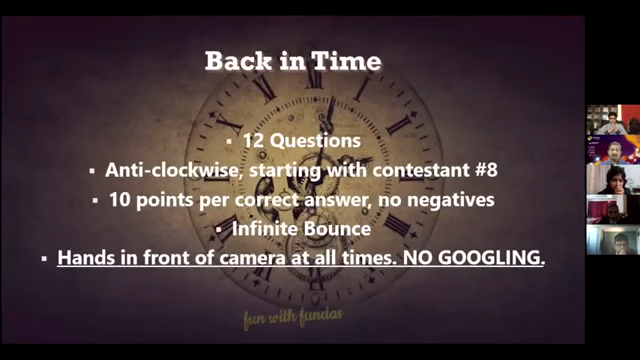 Back in Time
▪ 12 Questions
▪ Anti-clockwise, starting with contestant #8
▪ 10 points per correct answer, no negatives
▪ Infinite Bounce
▪ Hands in front of camera at all times. NO GOOGLING.
fun with fundas